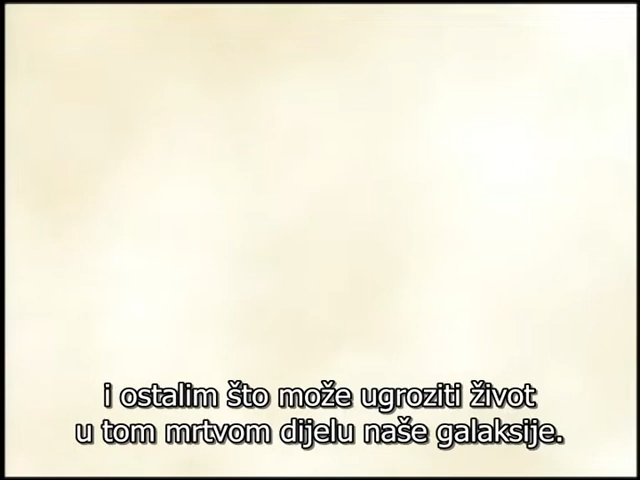 i ostalim što može ugroziti život
u tom mrtvom dijelu naše galaksije.